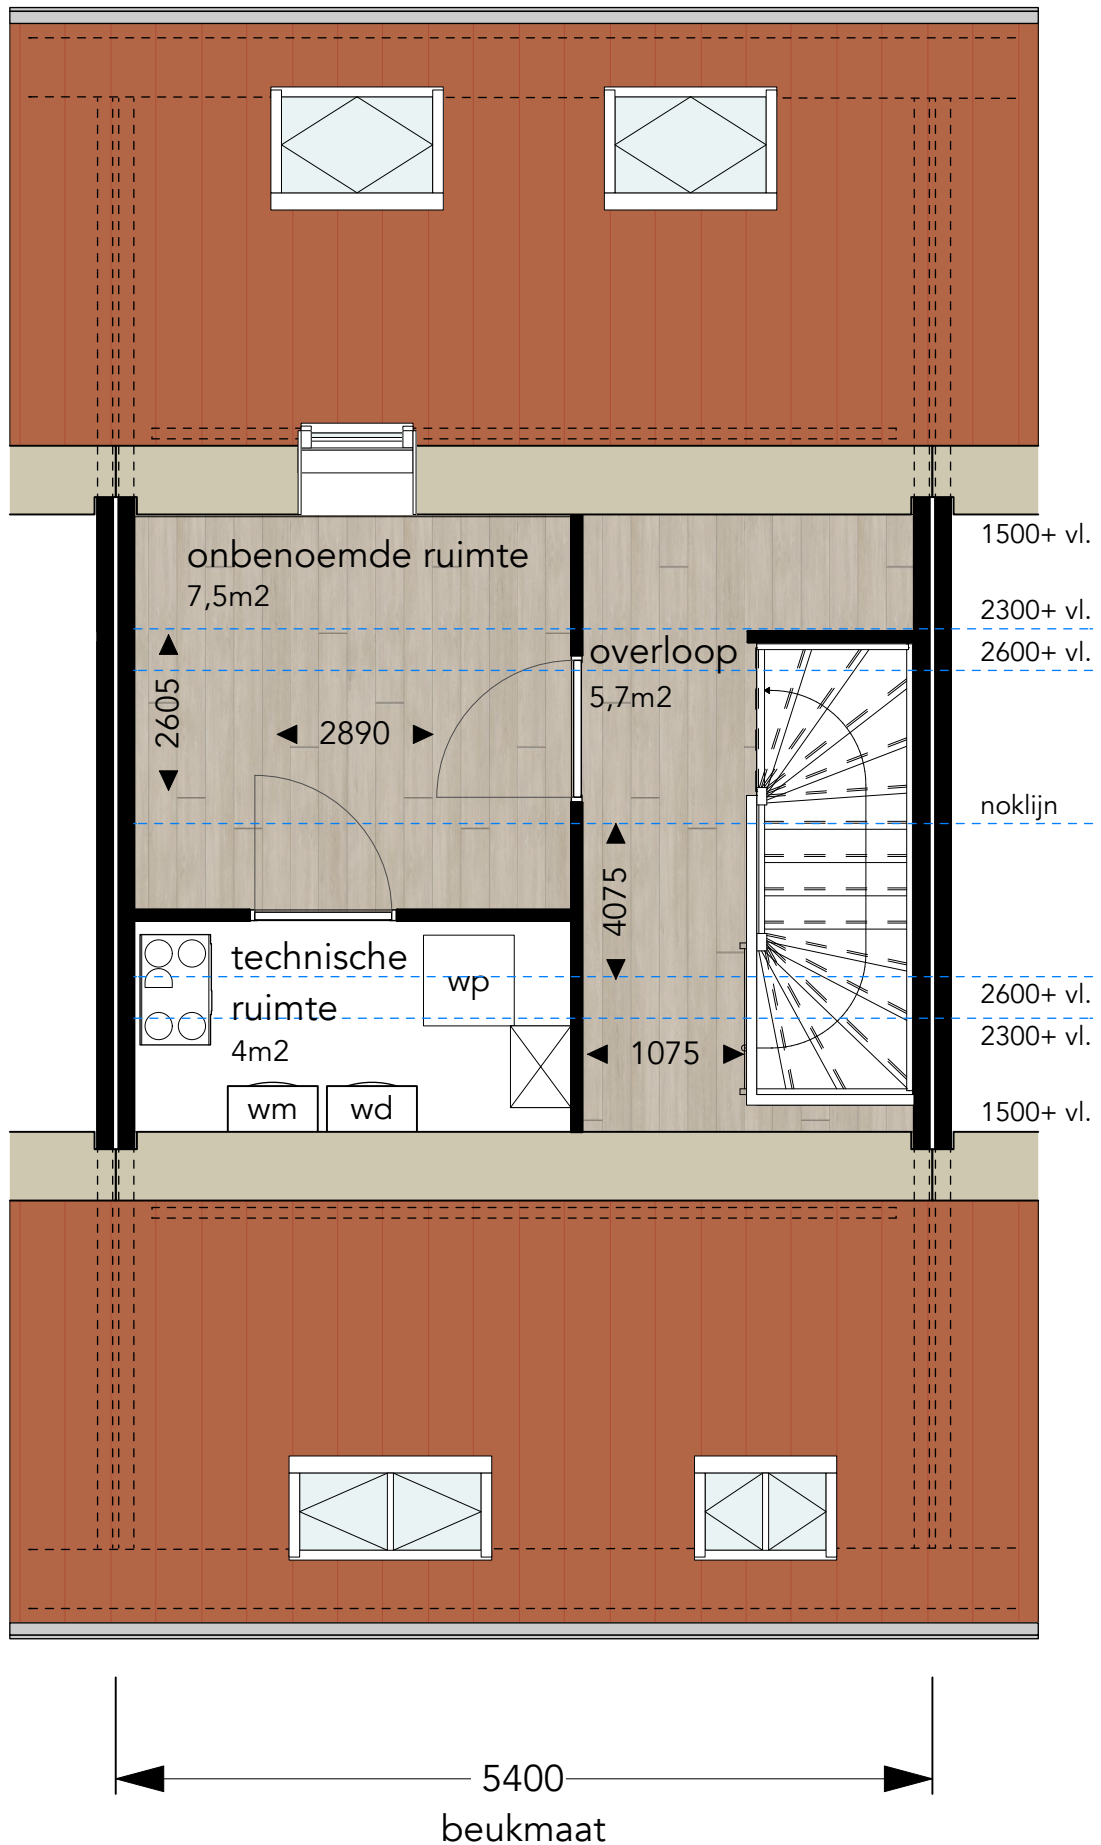 1500+ vl.
onbenoemde ruimte
7,5m2
2300+ vl.
overloop
2600+ vl.
5,7m2
2605
2890
noklijn
4075
technische
ruimte
4m2
wp
2600+ vl.
2300+ vl.
1075
wm
wd
1500+ vl.
5400
beukmaat